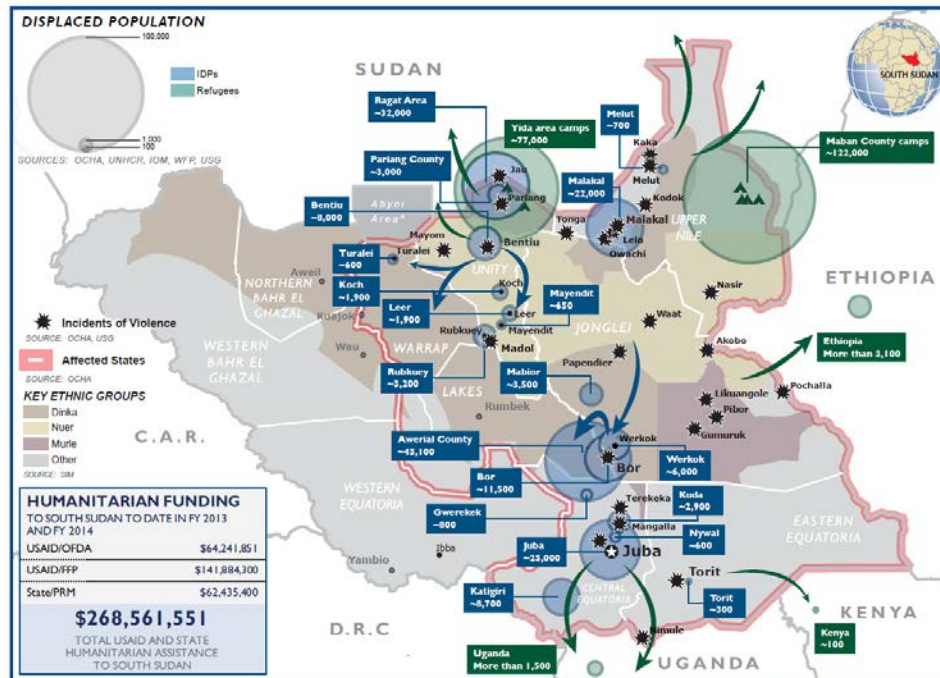 DISPLACED POPULATION
100,000
1,000
100
IDPs
Refugees
SOURCES: OCHA, UNHCR, IOM, WFP, USG
SUDAN
SOUTH SUDAN
Ragat Area
~32,000
Yida area camps
~77,000
Melut
~700
Maban County camps
~122,000
Pariang County
~3,000
Malakal
~22,000
Bentiu
~8,000
Kaka
Melut
Kodok
Jau
Pariang
Abyei
Area*
Tonga
Malakal
Lelo
Owachi
UPPER
NILE
Mayom
Bentiu
Turalei
Turalei
~600
UNITY
Aweil
NORTHERN
BAHR EL
GHAZAL
Koch
~1,900
Koch
Mayendit
~650
Nasir
ETHIOPIA
Leer
~1,900
Leer
Mayendit
Kuajok
Incidents of Violence
SOURCE: OCHA, USG
Rubkuey
Madol
JONGLEI
Waat
WESTERN
BAHR EL
GHAZAL
Wau
WARRAP
Akobo
Ethiopia
More than 3,100
Affected States
SOURCE: OCHA
Rubkuey
~3,200
Papendier
Mabior
~3,500
LAKES
Pochalla
Likuangole
Pibor
Gumuruk
KEY ETHNIC GROUPS
Dinka
Nuer
Murle
Other
SOURCE: SIM
C.A.R.
Rumbek
Awerial County
~45,100
Werkok
Bor
Werkok
~6,000
Bor
~11,500
WESTERN
EQUATORIA
Terekeka
Kuda
~2,900
Gwerekek
~800
Mangalla
Nywal
~600
EASTERN
EQUATORIA
HUMANITARIAN FUNDING
TO SOUTH SUDAN TO DATE IN FY 2013
AND FY 2014
USAID/OFDA $64,241,851
USAID/FFP $141,884,300
State/PRM $62,435,400
$268,561,551
TOTAL USAID AND STATE
HUMANITARIAN ASSISTANCE
TO SOUTH SUDAN
Yambio
Ibba
Juba
~25,000
Juba
Torit
Torit
~300
Katigiri
~8,700
CENTRAL
EQUATORIA
D.R.C
Nimule
KENYA
Kenya
~100
Uganda
More than 1,500
UGANDA